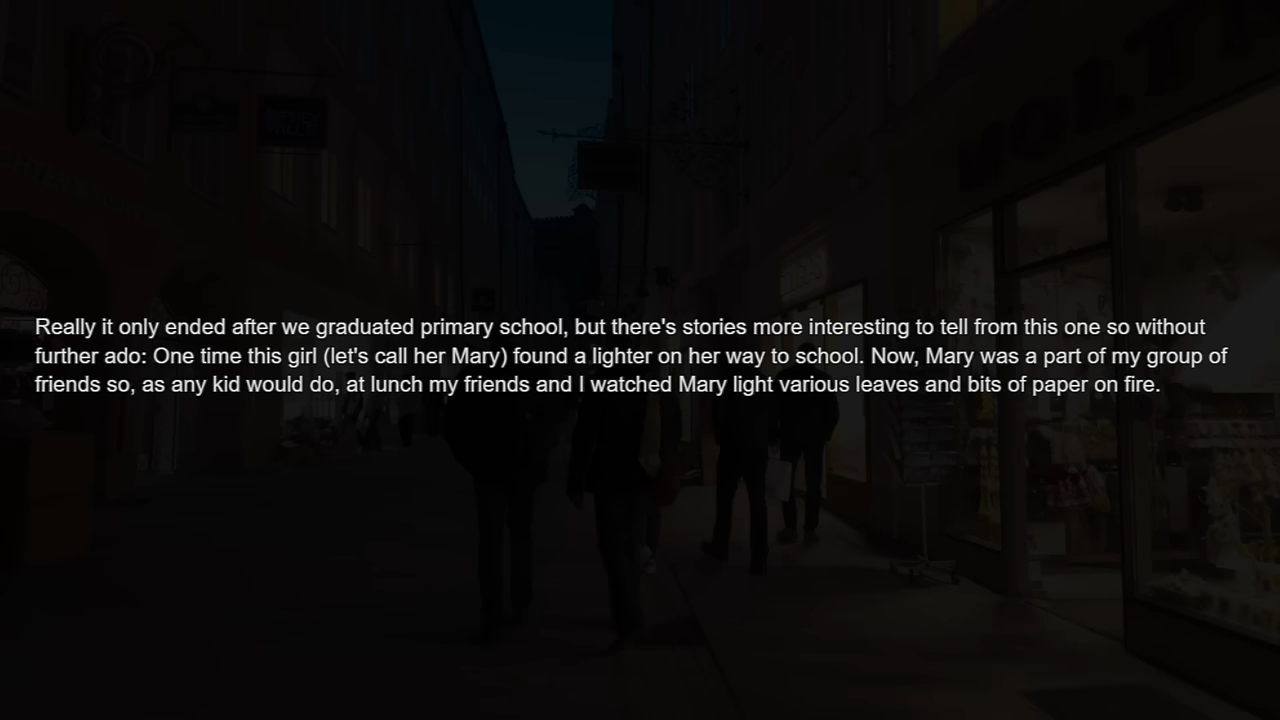 Really it only ended after we graduated primary school, but there's stories more interesting to tell from this one so without
further ado: One time this girl (let's call her Mary) found a lighter on her way to school. Now, Mary was a part of my group of
friends so, as any kid would do, at lunch my friends and I watched Mary light various leaves and bits of paper on fire.